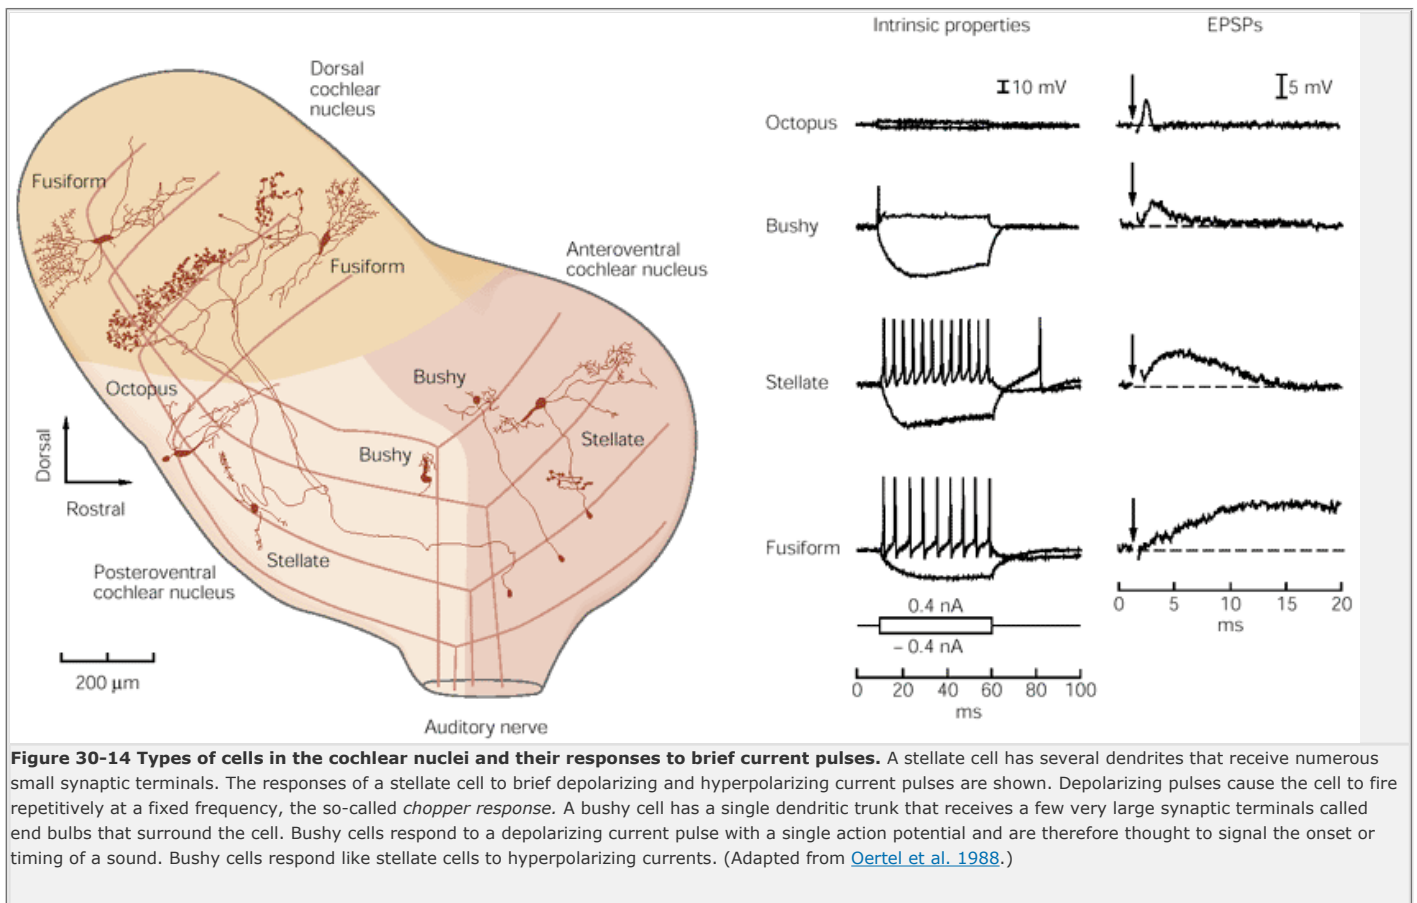 Dorsal
cochlear
nucleus
Fusiform
Fusiform
Anteroventral
cochlear nucleus
Octopus
Bushy
Bushy
Stellate
Stellate
Dorsal
Rostral
Posteroventral
cochlear nucleus
200 μm
Auditory nerve
Intrinsic properties
EPSPs
10 mV
5 mV
Octopus
Bushy
Stellate
Fusiform
0.4 nA
– 0.4 nA
0 20 40 60 80 100
ms
0 5 10 15 20
ms
Figure 30-14 Types of cells in the cochlear nuclei and their responses to brief current pulses. A stellate cell has several dendrites that receive numerous
small synaptic terminals. The responses of a stellate cell to brief depolarizing and hyperpolarizing current pulses are shown. Depolarizing pulses cause the cell to fire
repetitively at a fixed frequency, the so-called chopper response. A bushy cell has a single dendritic trunk that receives a few very large synaptic terminals called
end bulbs that surround the cell. Bushy cells respond to a depolarizing current pulse with a single action potential and are therefore thought to signal the onset or
timing of a sound. Bushy cells respond like stellate cells to hyperpolarizing currents. (Adapted from Oertel et al. 1988.)